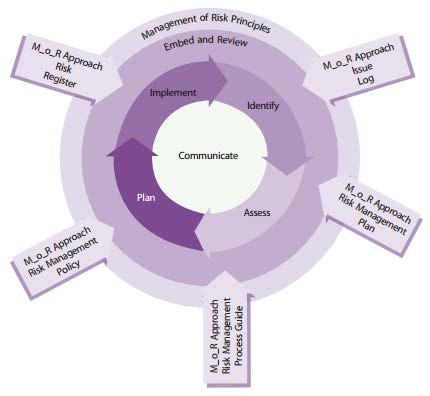 Management of Risk Principles
Embed and Review
M_o_R Approach
Risk
Register
M_o_R Approach
Issue
Log
Implement
Identify
Communicate
Plan
Assess
M_o_R Approach
Risk Management
Plan
M_o_R Approach
Risk Management
Policy
M_o_R Approach
Risk Management
Process Guide